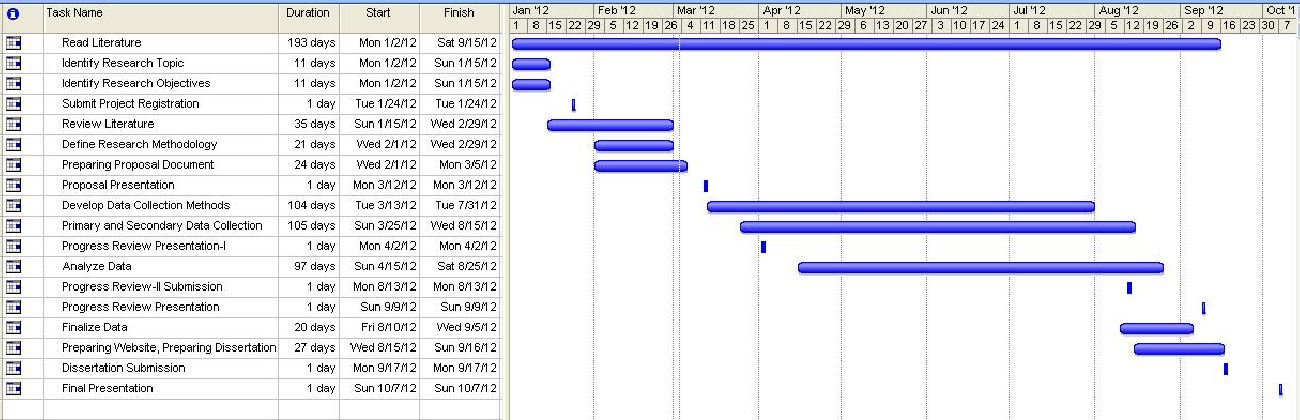 Task Name Duration Start Finish Jan '12 Feb '12 Mar '12 Apr '12 May '12 Jun '12 Jul '12 Aug '12 Sep '12 Oct '1
1 8 15 22 29 5 12 19 26 4 11 18 25 1 8 15 22 29 6 13 20 27 3 10 17 24 1 8 15 22 29 5 12 19 26 2 9 16 23 30 7
Read Literature 193 days Mon 1/2/12 Sat 9/15/12
Identify Research Topic 11 days Mon 1/2/12 Sun 1/15/12
Identify Research Objectives 11 days Mon 1/2/12 Sun 1/15/12
Submit Project Registration 1 day Tue 1/24/12 Tue 1/24/12
Review Literature 35 days Sun 1/15/12 Wed 2/29/12
Define Research Methodology 21 days Wed 2/1/12 Wed 2/29/12
Preparing Proposal Document 24 days Wed 2/1/12 Mon 3/5/12
Proposal Presentation 1 day Mon 3/12/12 Mon 3/12/12
Develop Data Collection Methods 104 days Tue 3/13/12 Tue 7/31/12
Primary and Secondary Data Collection 105 days Sun 3/25/12 Wed 8/15/12
Progress Review Presentation-I 1 day Mon 4/2/12 Mon 4/2/12
Analyze Data 97 days Sun 4/15/12 Sat 8/25/12
Progress Review-II Submission 1 day Mon 8/13/12 Mon 8/13/12
Progress Review Presentation 1 day Sun 9/9/12 Sun 9/9/12
Finalize Data 20 days Fri 8/10/12 Wed 9/5/12
Preparing Website, Preparing Dissertation 27 days Wed 8/15/12 Sun 9/16/12
Dissertation Submission 1 day Mon 9/17/12 Mon 9/17/12
Final Presentation 1 day Sun 10/7/12 Sun 10/7/12